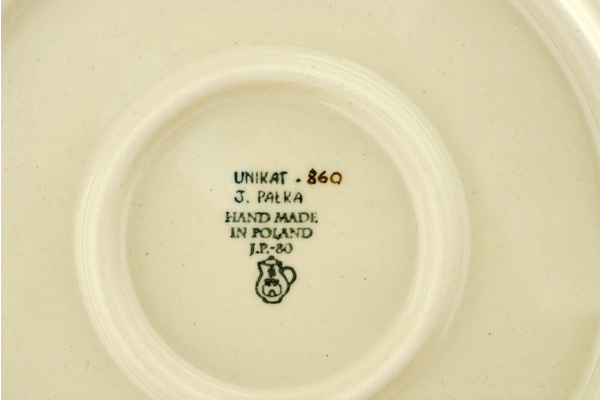 UNIKAT - 860
J. PAŁKA
HAND MADE
IN POLAND
J.P.-80